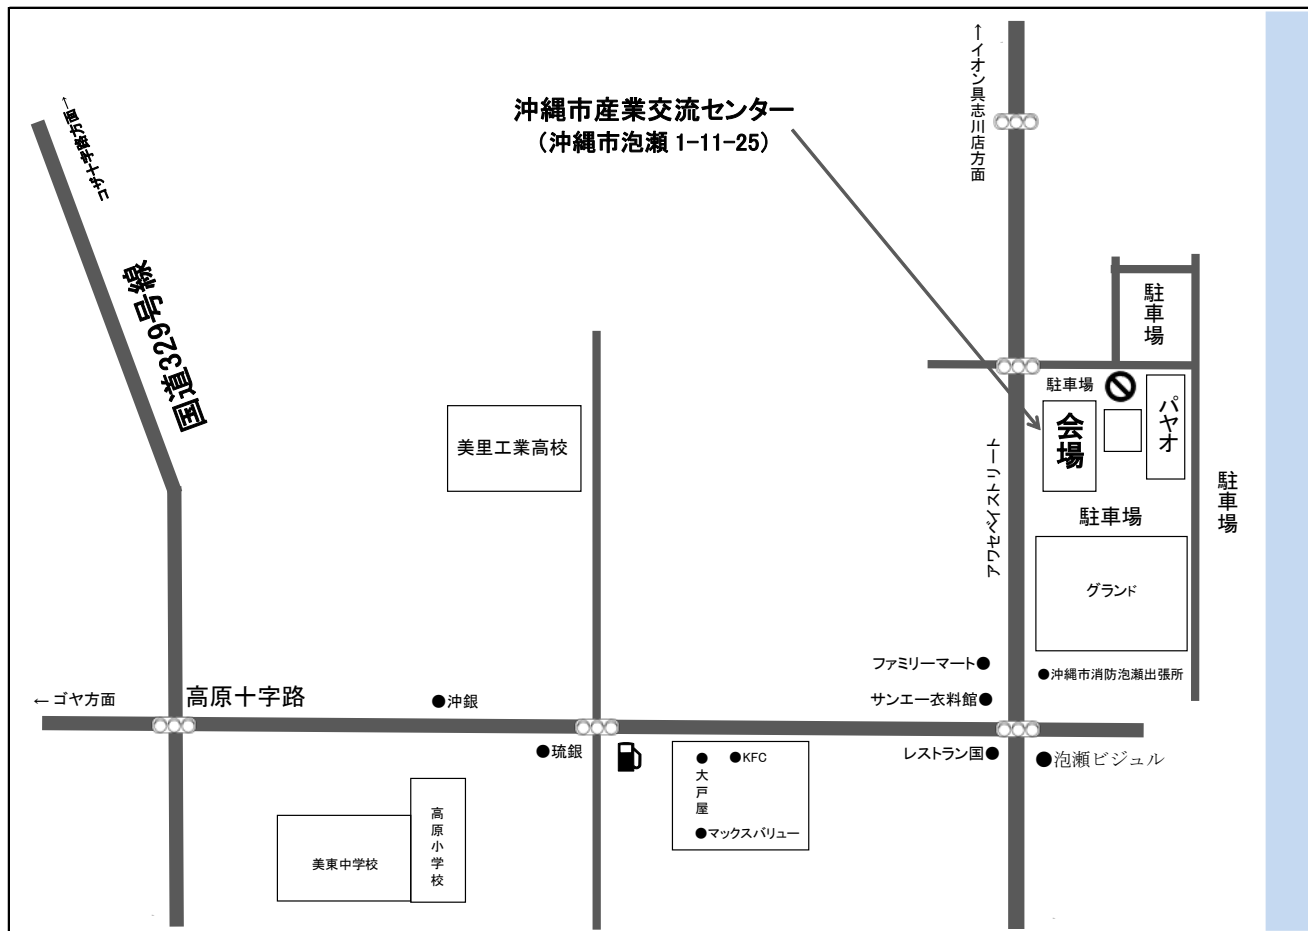 沖縄市産業交流センター
（沖縄市泡瀬 1-11-25）
←イオン具志川店方面
コザ十字路方面→
国道329号線
駐車場
駐車場
会場
パヤオ
美里工業高校
アワセベイストリート
駐車場
駐車場
グランド
ファミリーマート●
●沖縄市消防泡瀬出張所
←ゴヤ方面
高原十字路
●沖銀
サンエー衣料館●
●琉銀
●大戸屋
●KFC
レストラン国●
●泡瀬ビジュル
●マックスバリュー
高原小学校
美東中学校